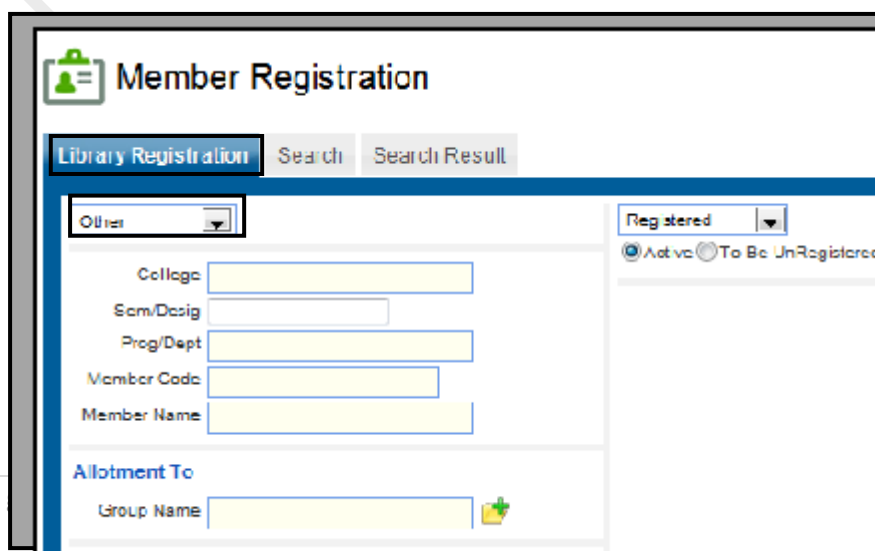 Member Registration
Library Registration Search Search Result
Other
Registered
Active To Be UnRegistered
College
Sem/Desig
Prog/Dept
Member Code
Member Name
Allotment To
Group Name